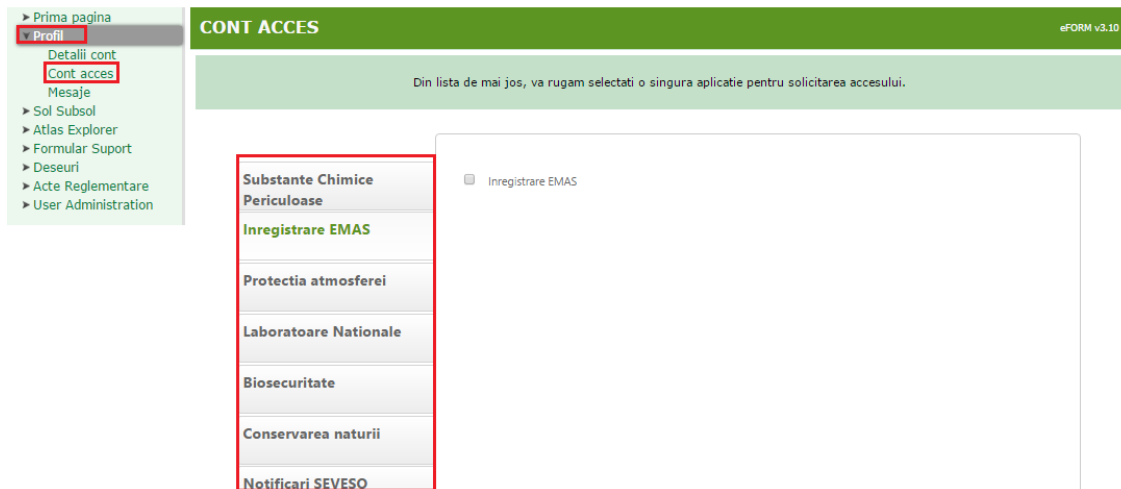 Prima pagina
Profil
Detalii cont
Cont acces
Mesaje
Sol Subsol
Atlas Explorer
Formular Suport
Deseuri
Acte Reglementare
User Administration
CONT ACCES
eFORM v3.10
Din lista de mai jos, va rugam selectati o singura aplicatie pentru solicitarea accesului.
Substante Chimice
Periculoase
Inregistrare EMAS
Protectia atmosferei
Laboratoare Nationale
Biosecuritate
Conservarea naturii
Notificari SEVESO
Inregistrare EMAS